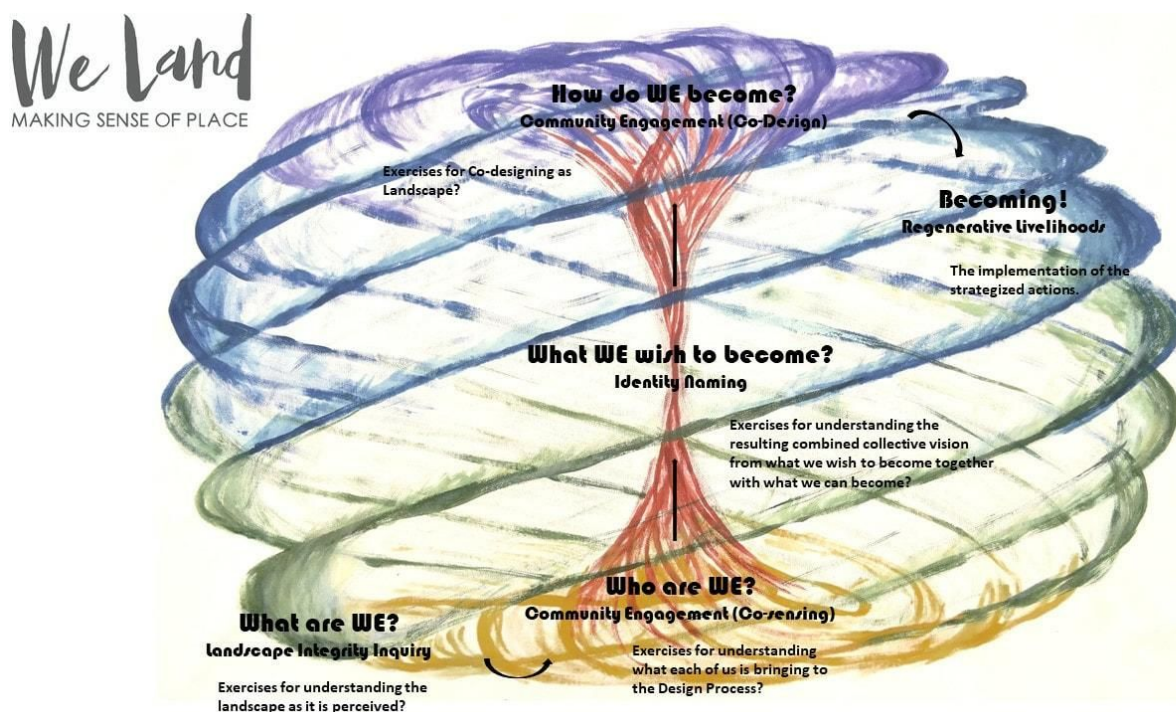 We Land
MAKING SENSE OF PLACE
How do WE become?
Community Engagement (Co-Design)
Exercises for Co-designing as
Landscape?
Becoming!
Regenerative Livelihoods
The implementation of the
strategized actions.
What WE wish to become?
Identity Naming
Exercises for understanding the
resulting combined collective vision
from what we wish to become together
with what we can become?
Who are WE?
Community Engagement (Co-sensing)
Exercises for understanding
what each of us is bringing to
the Design Process?
What are WE?
Landscape Integrity Inquiry
Exercises for understanding the
landscape as it is perceived?